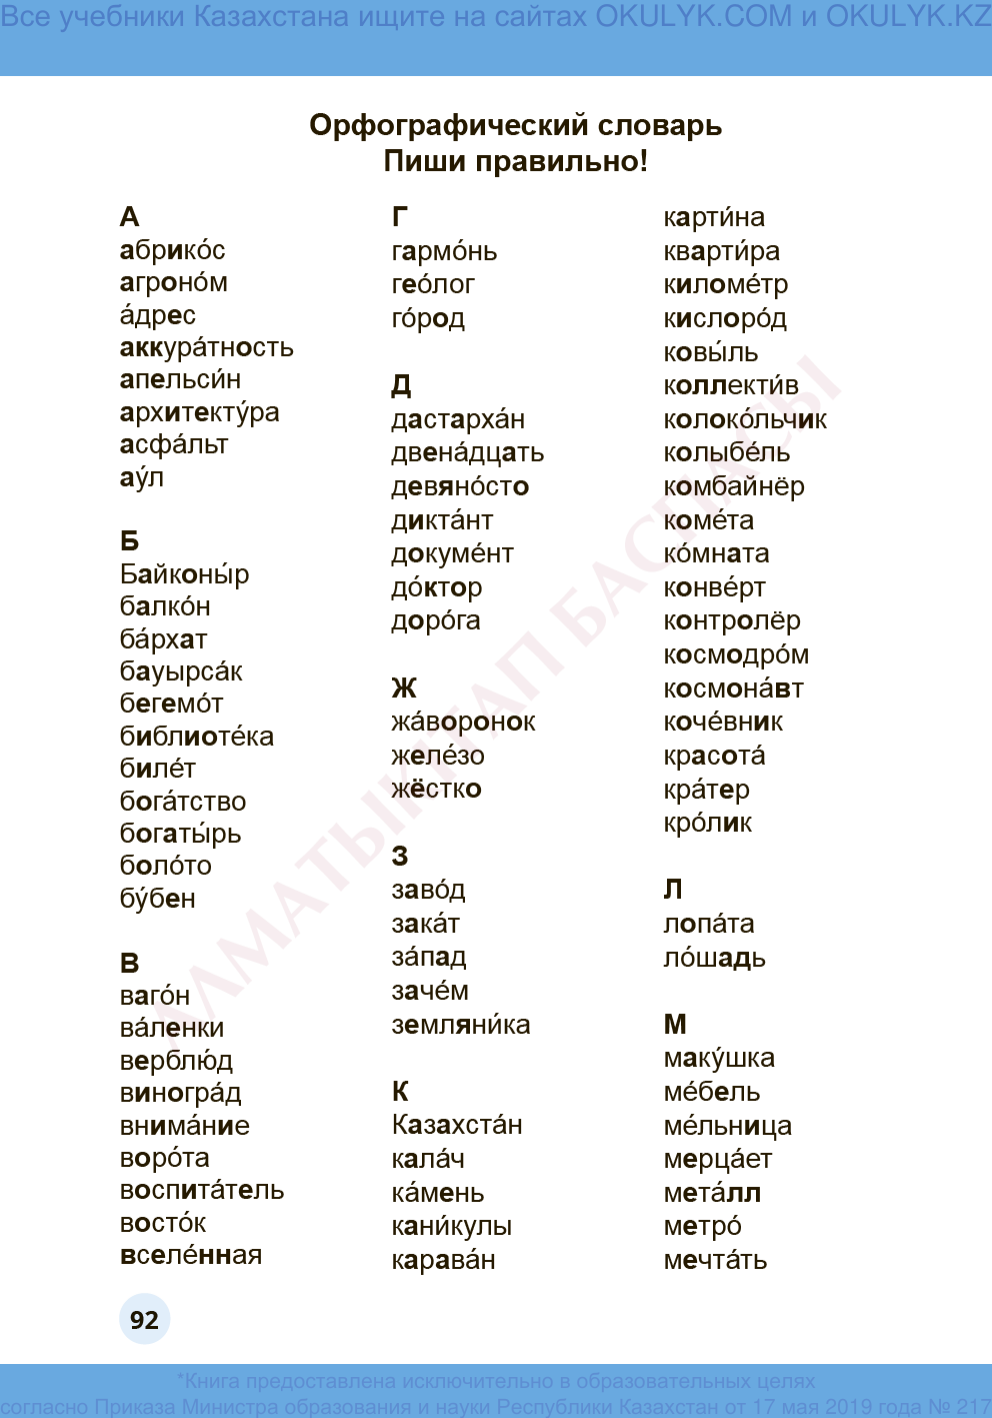 Все учебники Казахстана ищите на сайтах OKULYK.COM и OKULYK.KZ
Орфографический словарь
Пиши правильно!
А
абрико́с
агроно́м
а́дрес
аккура́тность
апельси́н
архитекту́ра
асфа́льт
ау́л
Б
Байконы́р
балко́н
ба́рхат
бауырса́к
бегемо́т
библиоте́ка
биле́т
бога́тство
богаты́рь
боло́то
бу́бен
В
ваго́н
ва́ленки
верблю́д
виногра́д
внима́ние
воро́та
воспита́тель
восто́к
вселе́нная
Г
гармо́нь
гео́лог
го́род
Д
дастарха́н
двена́дцать
девяно́сто
дикта́нт
докуме́нт
до́ктор
доро́га
Ж
жа́воронок
желе́зо
жёстко
З
заво́д
зака́т
за́пад
заче́м
земляни́ка
К
Казахста́н
кала́ч
ка́мень
кани́кулы
карава́н
карти́на
кварти́ра
киломе́тр
кислоро́д
ковы́ль
коллекти́в
колоко́льчик
колыбе́ль
комбайнёр
коме́та
ко́мната
конве́рт
контролёр
космодро́м
космона́вт
коче́вник
красота́
кра́тер
кро́лик
Л
лопа́та
ло́шадь
М
маку́шка
ме́бель
ме́льница
мерца́ет
мета́лл
метро́
мечта́ть
АЛМАТЫКІТАП БАСПАСЫ
92
*Книга предоставлена исключительно в образовательных целях
согласно Приказа Министра образования и науки Республики Казахстан от 17 мая 2019 года № 217